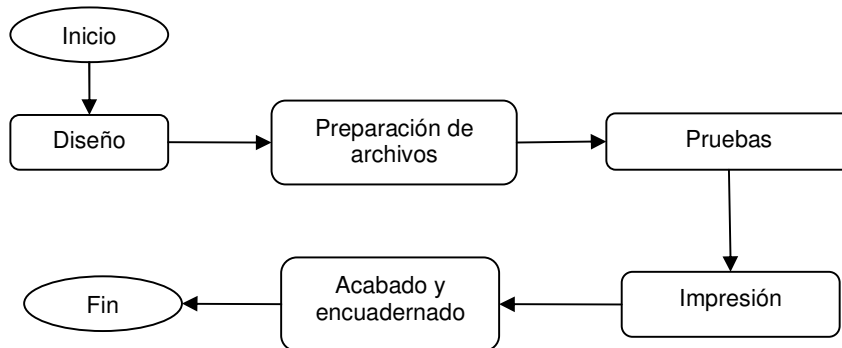 Inicio
Diseño
Preparación de
archivos
Pruebas
Impresión
Acabado y
encuadernado
Fin